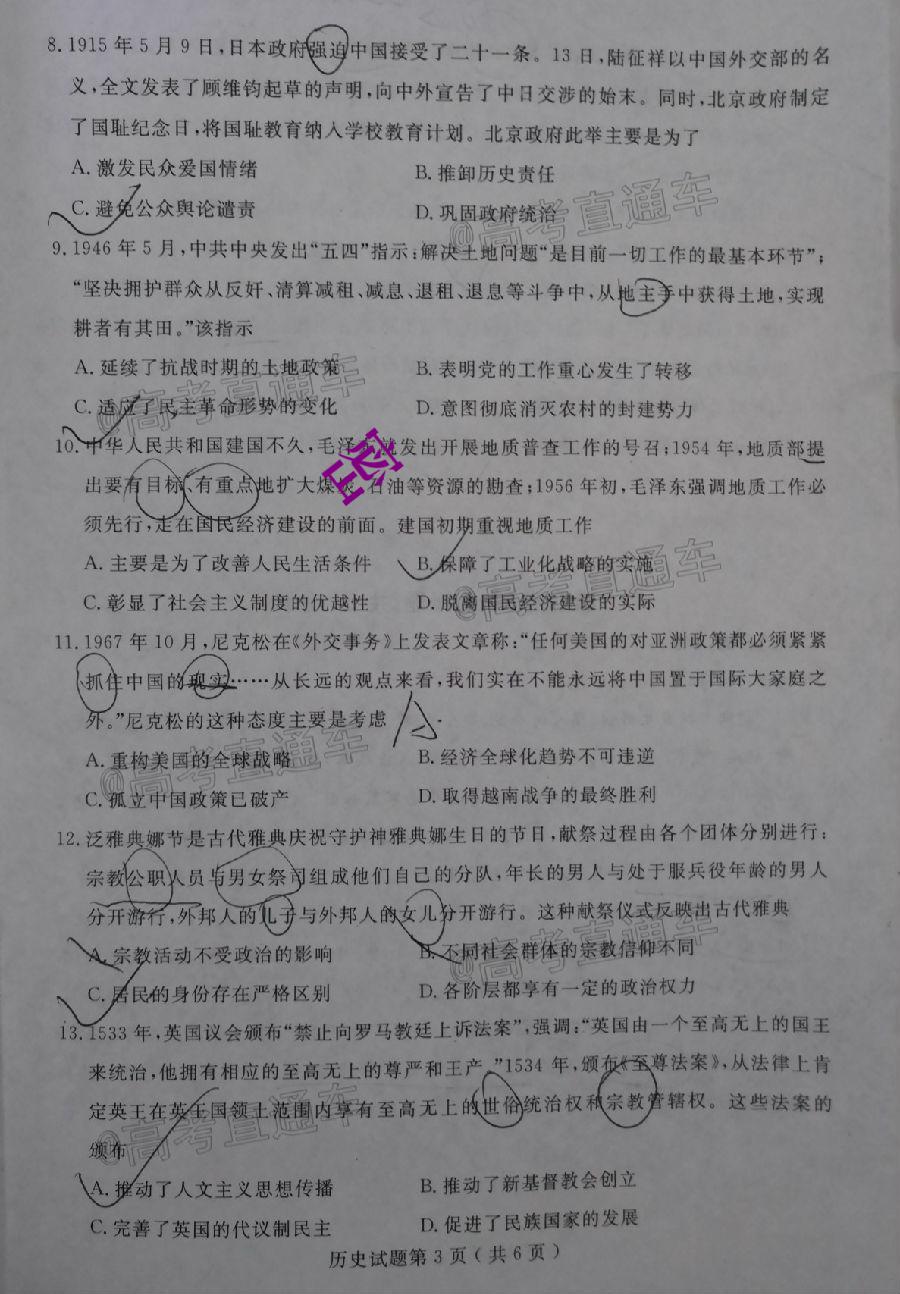 8. 1915 年 5 月 9 日，日本政府强迫中国接受了二十一条。13 日，陆征祥以中国外交部的名
义，全文发表了顾维钧起草的声明，向中外宣告了中日交涉的始末。同时，北京政府制定
了国耻纪念日，将国耻教育纳入学校教育计划。北京政府此举主要是为了
A. 激发民众爱国情绪 B. 推卸历史责任
C. 避免公众舆论谴责 D. 巩固政府统治
@高考直通车
9. 1946 年 5 月，中共中央发出“五四”指示：解决土地问题“是目前一切工作的最基本环节”；
“坚决拥护群众从反奸、清算减租、减息、退租、退息等斗争中，从地主手中获得土地，实现
耕者有其田。”该指示
A. 延续了抗战时期的土地政策 B. 表明党的工作重心发生了转移
@高考直通车
C. 适应了民主革命形势的变化 D. 意图彻底消灭农村的封建势力
10. 中华人民共和国建国不久，毛泽东就发出开展地质普查工作的号召；1954 年，地质部提
密
出要有目标、有重点地扩大煤炭、石油等资源的勘查；1956 年初，毛泽东强调地质工作必
须先行，走在国民经济建设的前面。建国初期重视地质工作
A. 主要是为了改善人民生活条件 B. 保障了工业化战略的实施
@高考直通车
C. 彰显了社会主义制度的优越性 D. 脱离国民经济建设的实际
11. 1967 年 10 月，尼克松在《外交事务》上发表文章称：“任何美国的对亚洲政策都必须紧紧
抓住中国的现实……从长远的观点来看，我们实在不能永远将中国置于国际大家庭之
外。”尼克松的这种态度主要是考虑
A. 重构美国的全球战略 B. 经济全球化趋势不可违逆
@高考直通车
C. 孤立中国政策已破产 D. 取得越南战争的最终胜利
12. 泛雅典娜节是古代雅典庆祝守护神雅典娜生日的节日，献祭过程由各个团体分别进行：
宗教公职人员与男女祭司组成他们自己的分队，年长的男人与处于服兵役年龄的男人
分开游行，外邦人的儿子与外邦人的女儿分开游行。这种献祭仪式反映出古代雅典
A. 宗教活动不受政治的影响 B. 不同社会群体的宗教信仰不同
@高考直通车
C. 居民的身份存在严格区别 D. 各阶层都享有一定的政治权力
13. 1533 年，英国议会颁布“禁止向罗马教廷上诉法案”，强调：“英国由一个至高无上的国王
来统治，他拥有相应的至高无上的尊严和王产。”1534 年，颁布《至尊法案》，从法律上肯
定英王在英王国领土范围内享有至高无上的世俗统治权和宗教管辖权。这些法案的
@高考直通车
颁布
A. 推动了人文主义思想传播 B. 推动了新基督教会创立
C. 完善了英国的代议制民主 D. 促进了民族国家的发展
历史试题第 3 页（共 6 页）